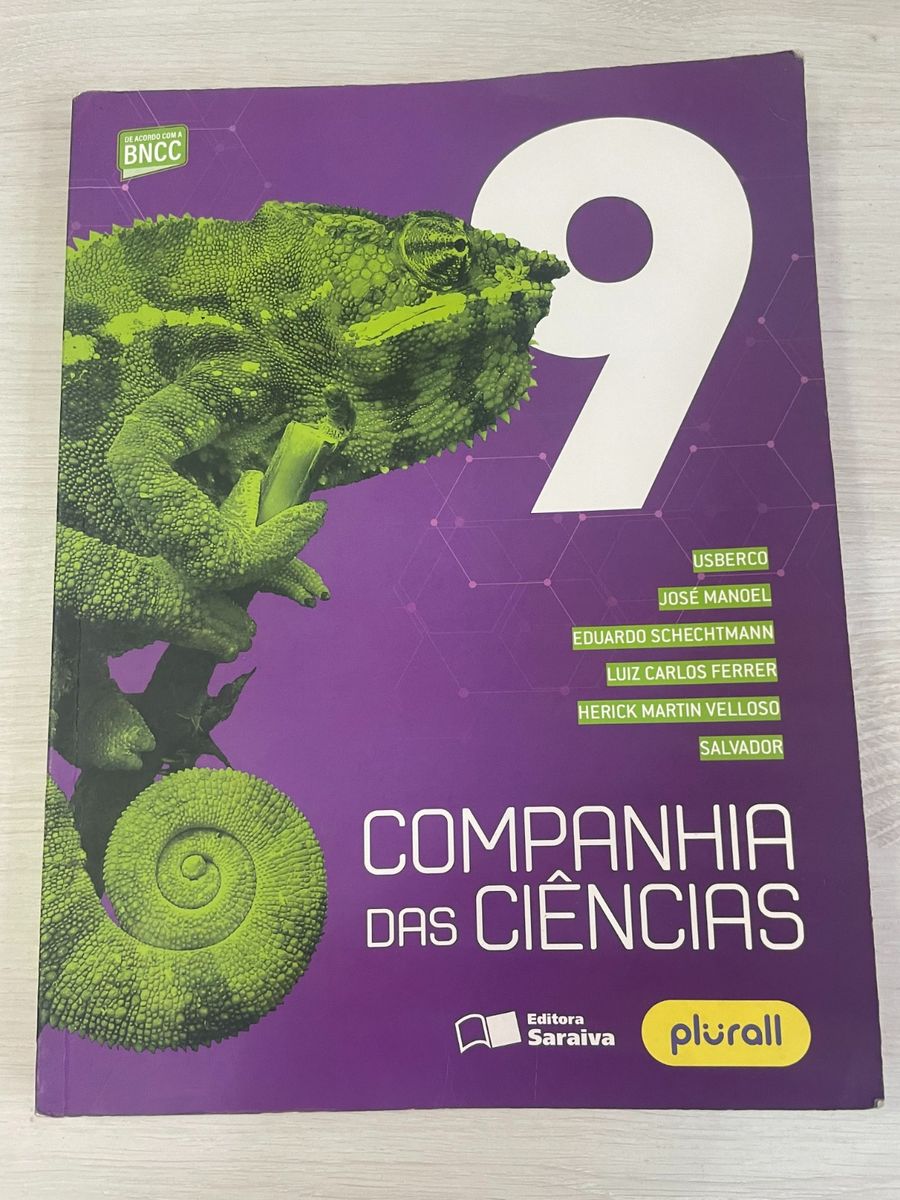 DE ACORDO COM A
BNCC
9
USBERCO
JOSÉ MANOEL
EDUARDO SCHECHTMANN
LUIZ CARLOS FERRER
HERICK MARTIN VELLOSO
SALVADOR
COMPANHIA
DAS CIÊNCIAS
Editora
Saraiva
plurall